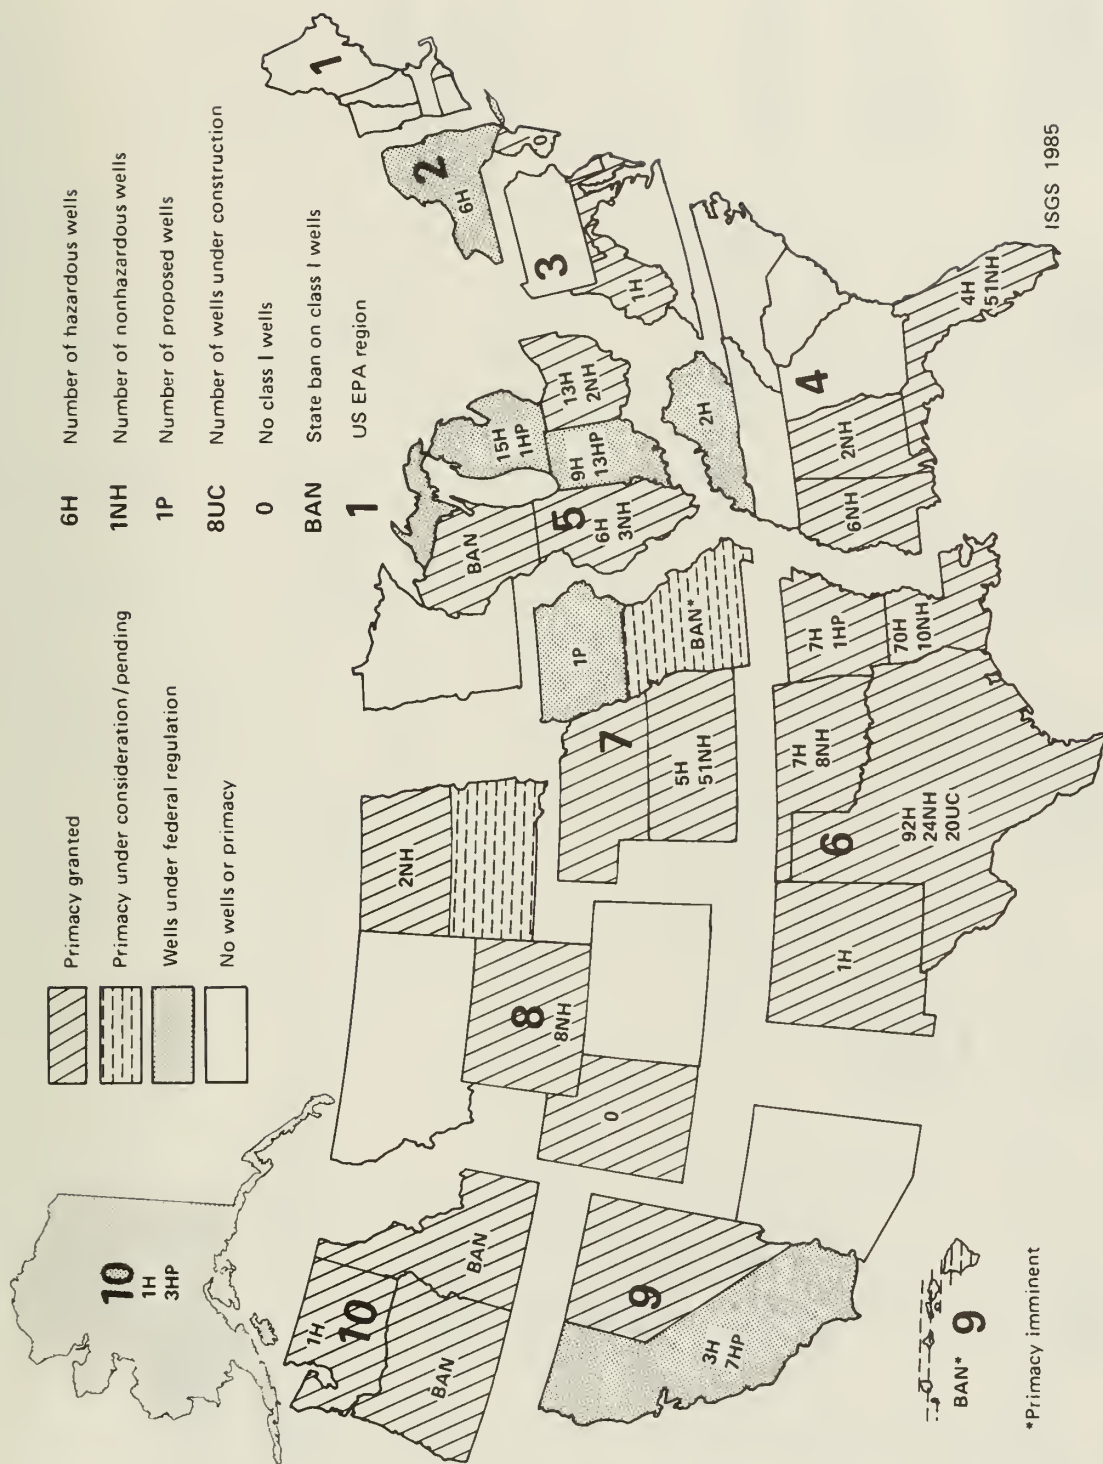 Primacy granted
Primacy under consideration/pending
Wells under federal regulation
No wells or primacy
6H Number of hazardous wells
1NH Number of nonhazardous wells
1P Number of proposed wells
8UC Number of wells under construction
0 No class I wells
BAN State ban on class I wells
1 US EPA region
10
1H
3HP
1H
10
BAN
BAN
9
3H
7HP
BAN*
9
8
8NH
0
2NH
7
5H
51NH
1P
BAN*
6
1H
92H
24NH
20UC
7H
8NH
7H
1HP
70H
10NH
5
BAN
6H
3NH
15H
1HP
9H
13HP
13H
2NH
4
2H
6NH
2NH
4H
51NH
3
1H
2
6H
0
1
*Primacy imminent
ISGS 1985